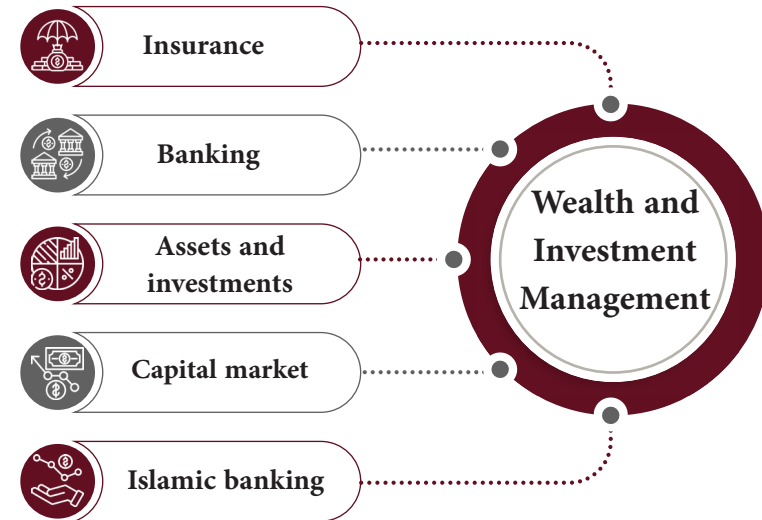 Insurance
Banking
Assets and
investments
Capital market
Islamic banking
Wealth and
Investment
Management